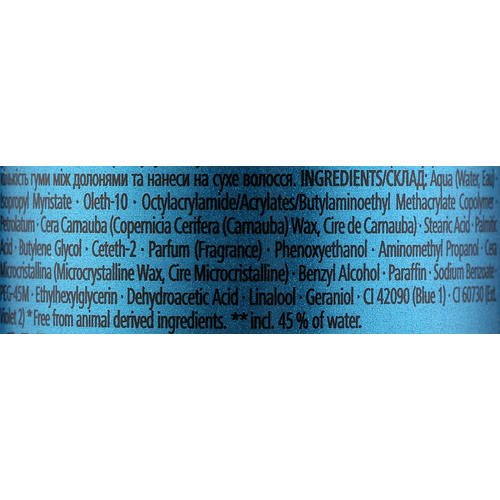 кількість гуми між долонями та нанеси на сухе волосся. INGREDIENTS/СКЛАД: Aqua (Water, Eau) ·
Isopropyl Myristate · Oleth-10 · Octylacrylamide/Acrylates/Butylaminoethyl Methacrylate Copolymer ·
Petrolatum · Cera Carnauba (Copernicia Cerifera (Carnauba) Wax, Cire de Carnauba) · Stearic Acid · Palmitic
Acid · Butylene Glycol · Ceteth-2 · Parfum (Fragrance) · Phenoxyethanol · Aminomethyl Propanol · Cera
Microcristallina (Microcrystalline Wax, Cire Microcristalline) · Benzyl Alcohol · Paraffin · Sodium Benzoate ·
PEG-45M · Ethylhexylglycerin · Dehydroacetic Acid · Linalool · Geraniol · CI 42090 (Blue 1) · CI 60730 (Ext.
Violet 2) * Free from animal derived ingredients. ** incl. 45 % of water.